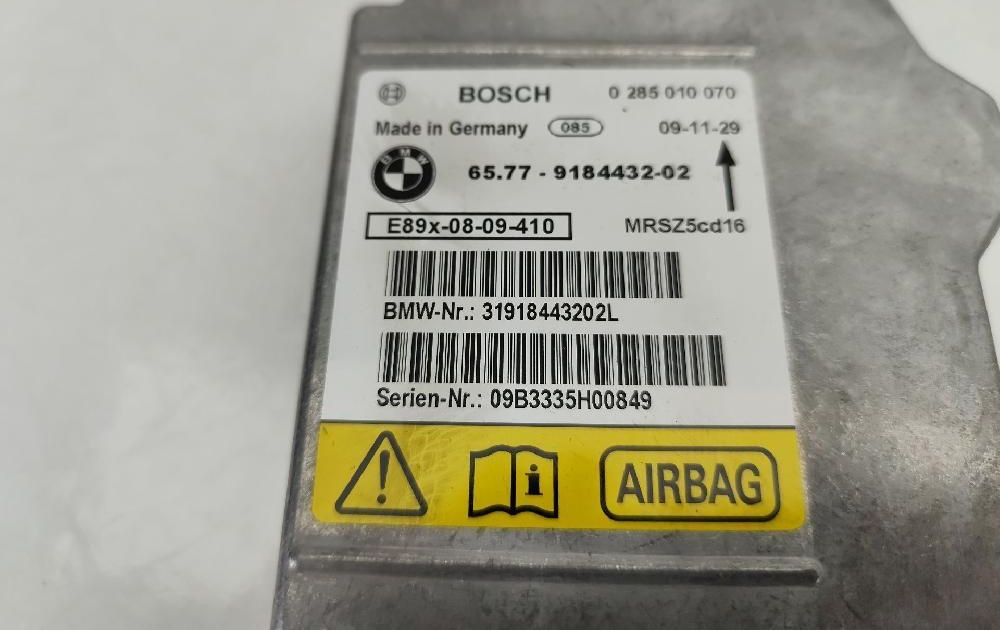 BOSCH 0 285 010 070
Made in Germany 085 09-11-29
BMW 65.77 - 9184432-02
E89x-08-09-410 MRSZ5cd16
BMW-Nr.: 31918443202L
Serien-Nr.: 09B3335H00849
AIRBAG